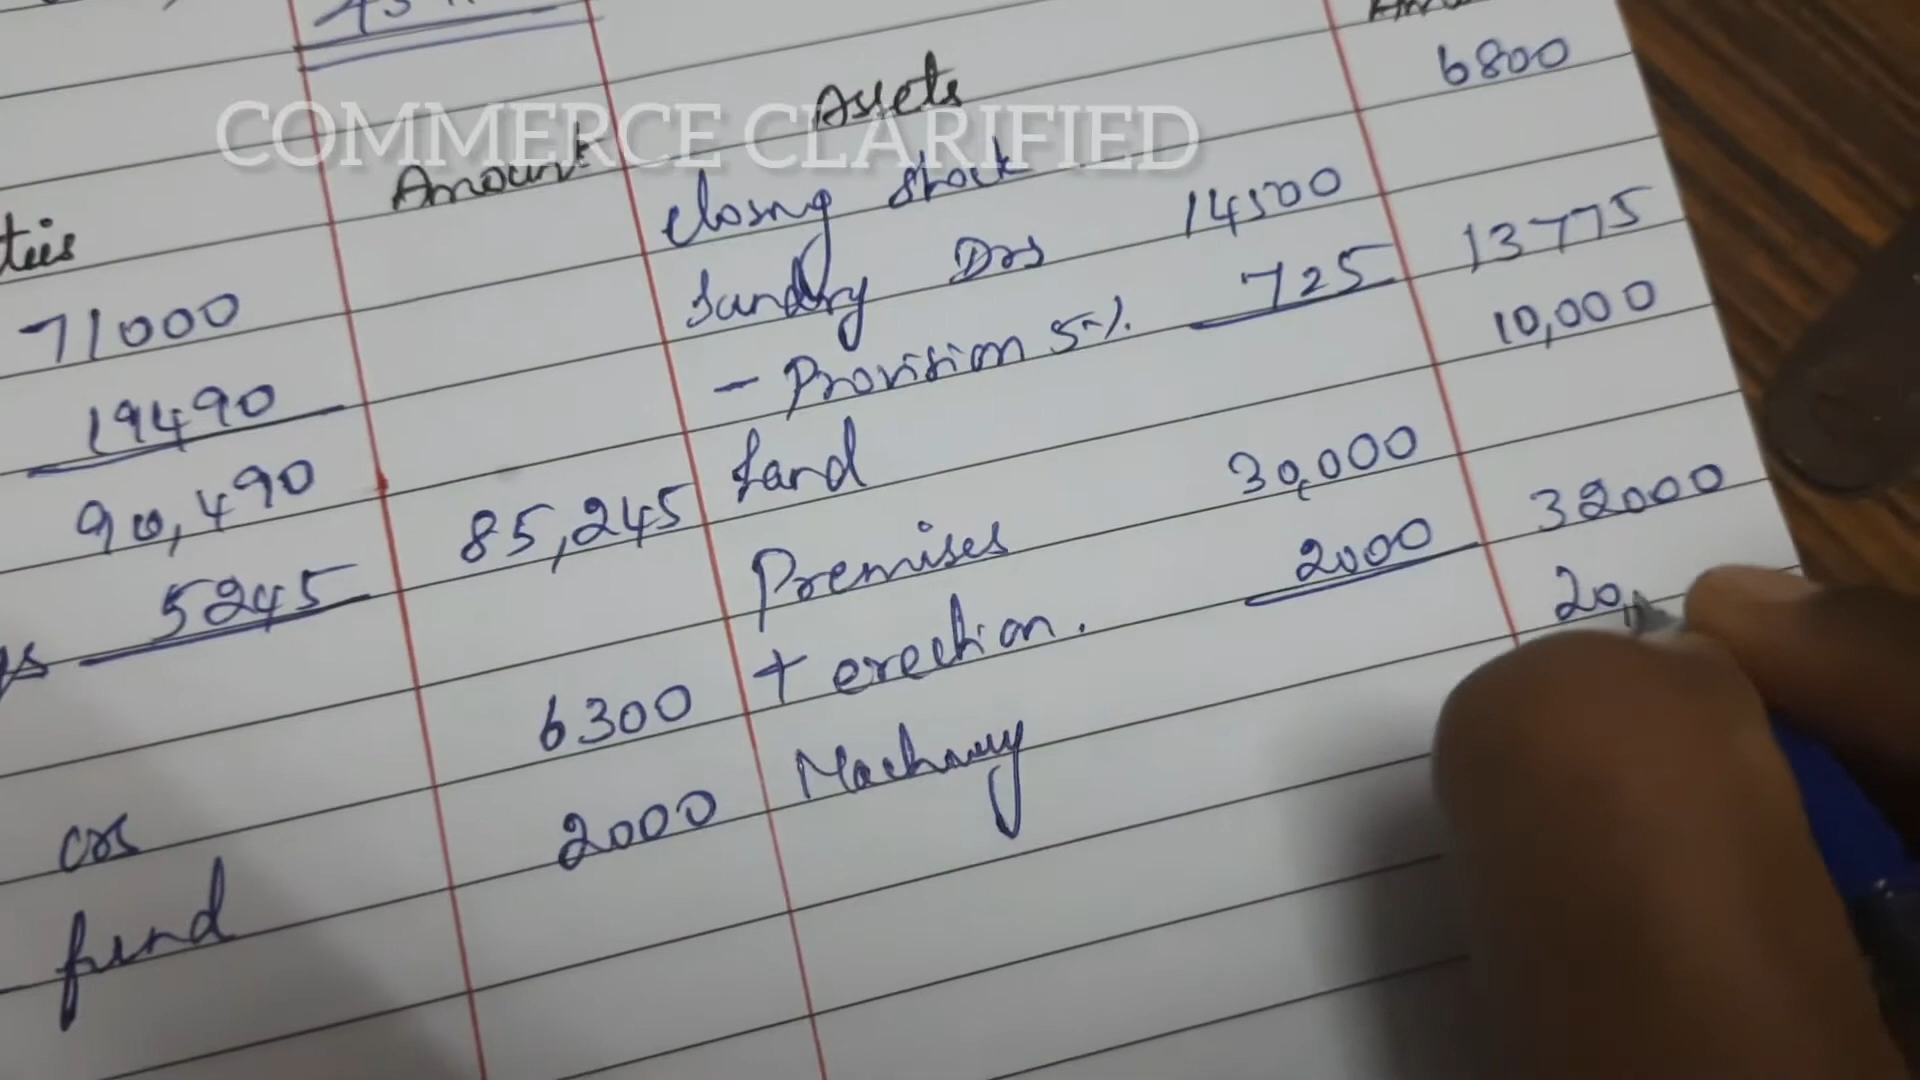 Assets
COMMERCE CLARIFIED
Amount
ties
71000
19490
90,490
5245
85,245
6300
crs
2000
fund
closing stock 6800
Sundry Drs 14500
- Provision 5% 725 13775
Land 10,000
Premises 30,000
+ erection. 2000 32000
Machinery 20,